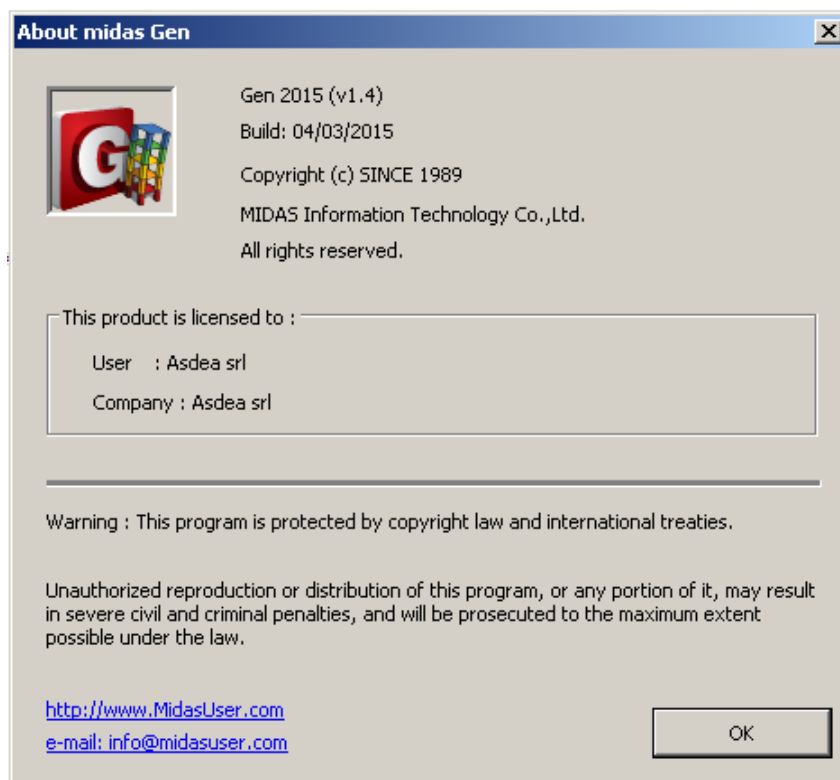 About midas Gen
G
Gen 2015 (v1.4)
Build: 04/03/2015
Copyright (c) SINCE 1989
MIDAS Information Technology Co.,Ltd.
All rights reserved.
This product is licensed to :
User : Asdea srl
Company : Asdea srl
Warning : This program is protected by copyright law and international treaties.
Unauthorized reproduction or distribution of this program, or any portion of it, may result
in severe civil and criminal penalties, and will be prosecuted to the maximum extent
possible under the law.
http://www.MidasUser.com
e-mail: info@midasuser.com
OK